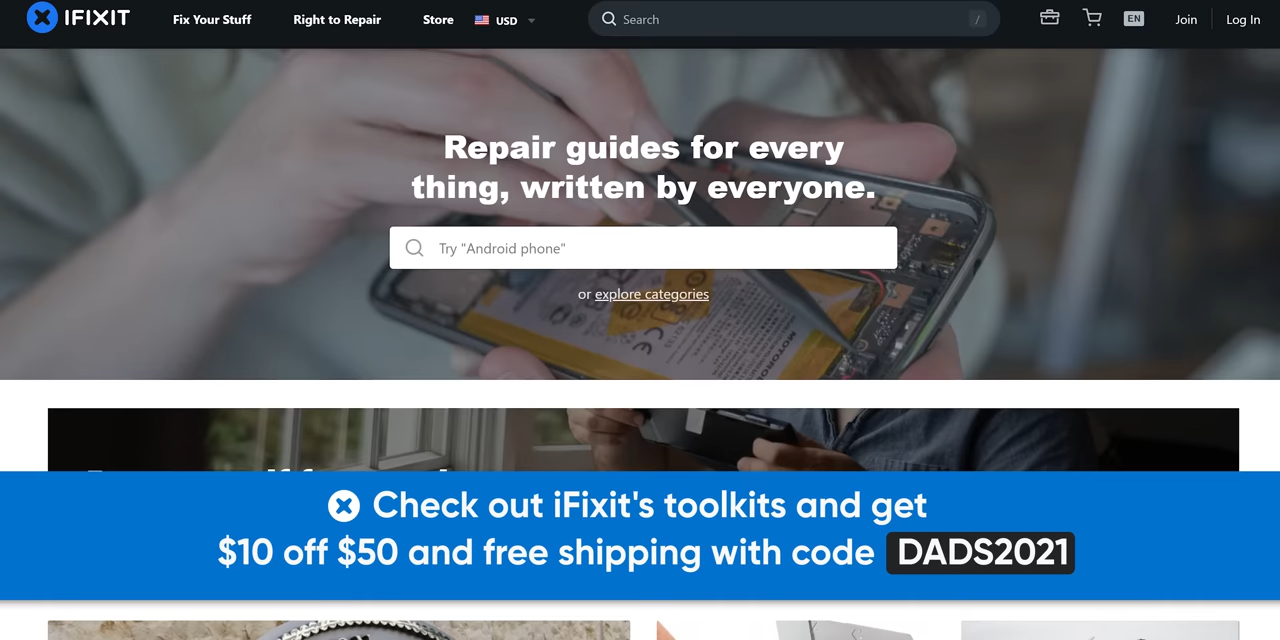 IFIXIT
Fix Your Stuff
Right to Repair
Store
USD
Search
/
EN
Join
Log In
Repair guides for every
thing, written by everyone.
Try "Android phone"
or explore categories
MOTOROLA
Check out iFixit's toolkits and get
$10 off $50 and free shipping with code DADS2021